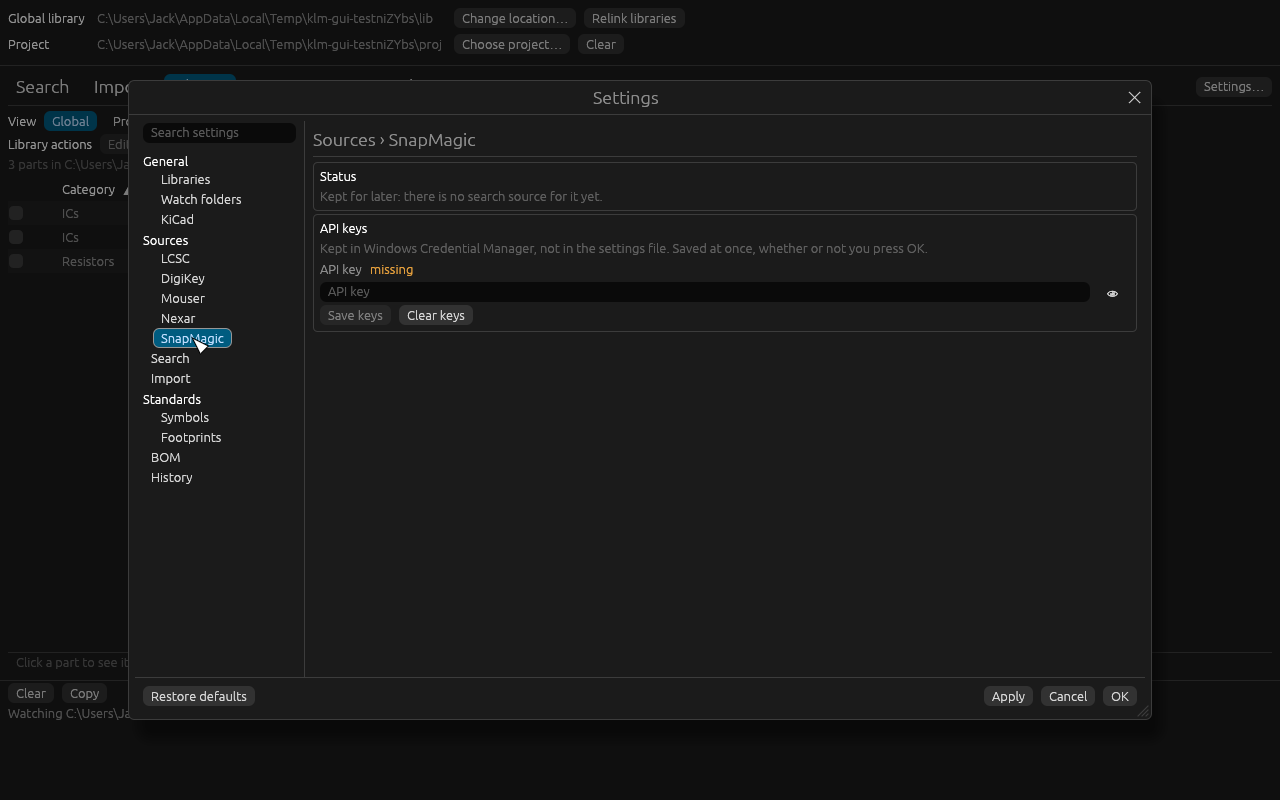 Global library C:\Users\Jack\AppData\Local\Temp\klm-gui-testniZYbs\lib Change location... Relink libraries
Project C:\Users\Jack\AppData\Local\Temp\klm-gui-testniZYbs\proj Choose project... Clear
Search Settings...
Settings
View Global
Search settings
Library actions
Sources › SnapMagic
3 parts in
General
Status
Libraries
Category ▲
Kept for later: there is no search source for it yet.
Watch folders
ICs
KiCad
API keys
ICs
Sources
Kept in Windows Credential Manager, not in the settings file. Saved at once, whether or not you press OK.
Resistors
LCSC
API key missing
DigiKey
API key
Mouser
Save keys Clear keys
Nexar
SnapMagic
Search
Import
Standards
Symbols
Footprints
BOM
History
Click a part to see
Restore defaults Apply Cancel OK
Clear Copy
Watching